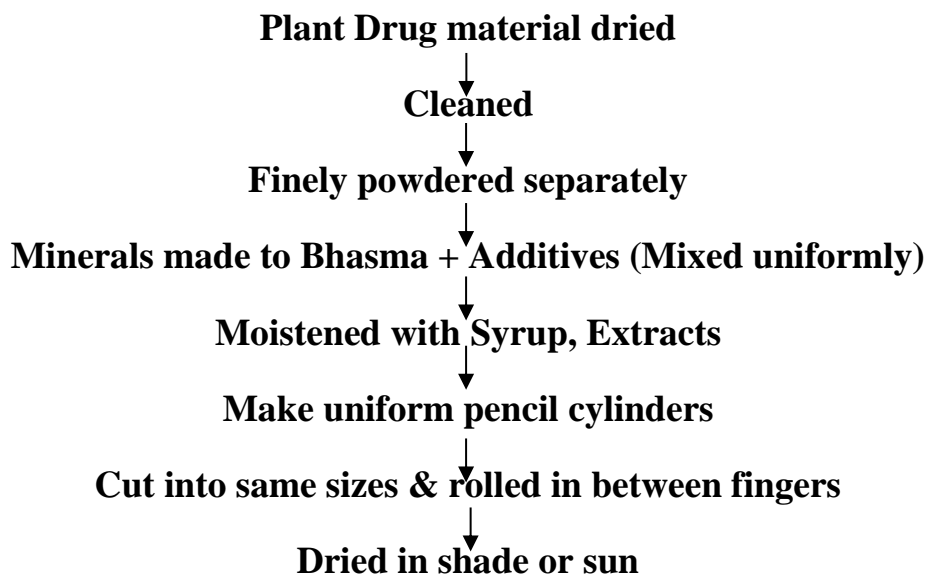 Plant Drug material dried
Cleaned
Finely powdered separately
Minerals made to Bhasma + Additives (Mixed uniformly)
Moistened with Syrup, Extracts
Make uniform pencil cylinders
Cut into same sizes & rolled in between fingers
Dried in shade or sun